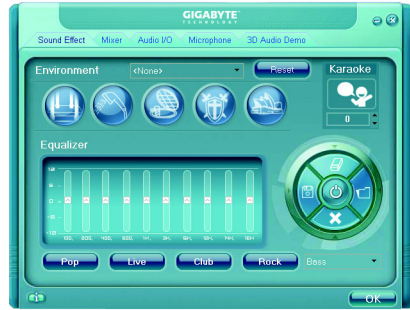 GIGABYTE
TECHNOLOGY
Sound Effect Mixer Audio I/O Microphone 3D Audio Demo
Environment <None> Reset Karaoke
0
Equalizer
Pop Live Club Rock Bass
OK